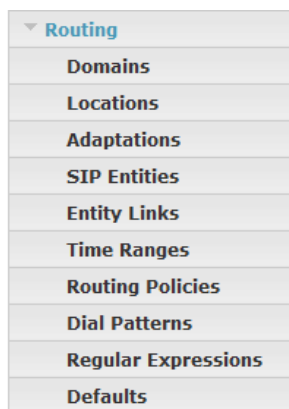 Routing
Domains
Locations
Adaptations
SIP Entities
Entity Links
Time Ranges
Routing Policies
Dial Patterns
Regular Expressions
Defaults